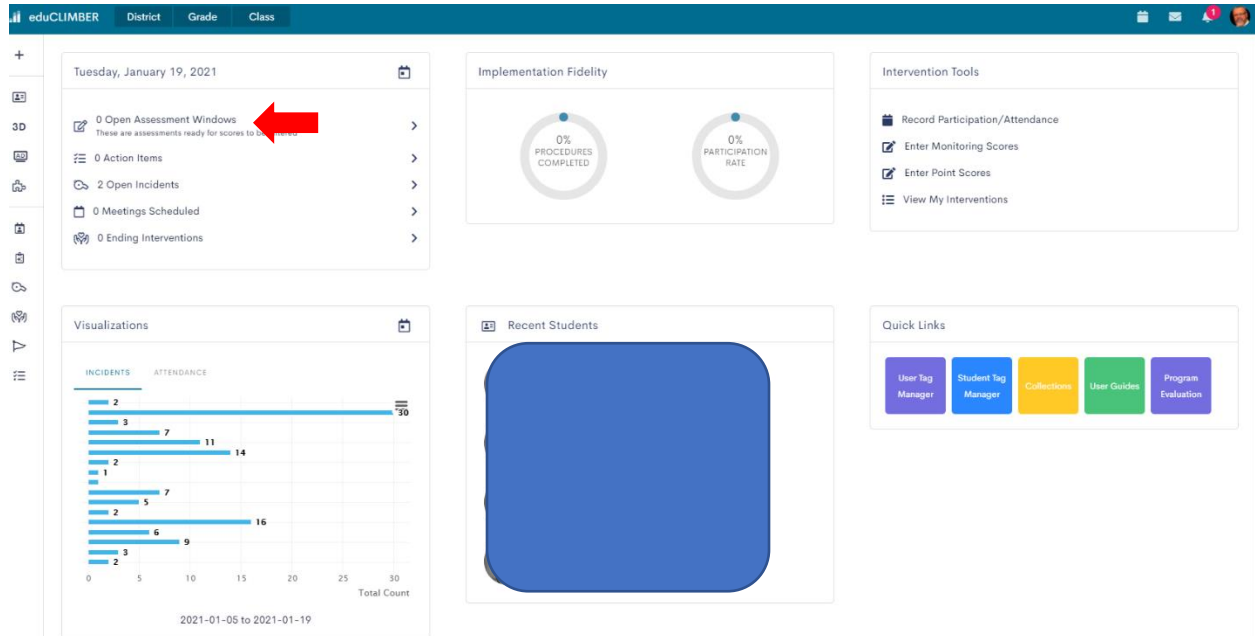 eduCLIMBER District Grade Class
1
3D
Tuesday, January 19, 2021
0 Open Assessment Windows
These are assessments ready for scores to be
0 Action Items
2 Open Incidents
0 Meetings Scheduled
0 Ending Interventions
Implementation Fidelity
0%
PROCEDURES
COMPLETED
0%
PARTICIPATION
RATE
Intervention Tools
Record Participation/Attendance
Enter Monitoring Scores
Enter Point Scores
View My Interventions
Visualizations
INCIDENTS ATTENDANCE
2
30
3
7
11
14
2
1
7
5
2
16
6
9
3
2
0 5 10 15 20 25 30
Total Count
2021-01-05 to 2021-01-19
Recent Students
Quick Links
User Tag
Manager
Student Tag
Manager
Collections
User Guides
Program
Evaluation